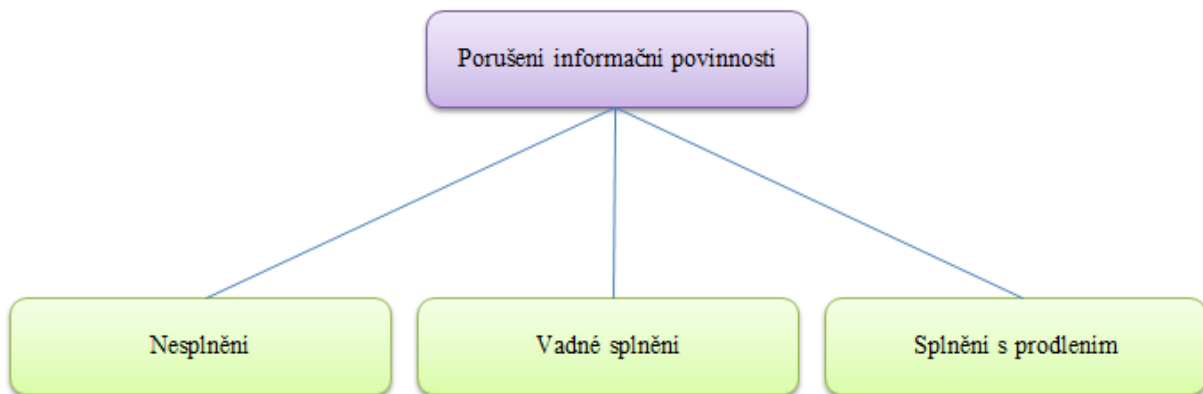 Porušení informační povinnosti
Nesplnění
Vadné splnění
Splnění s prodlením